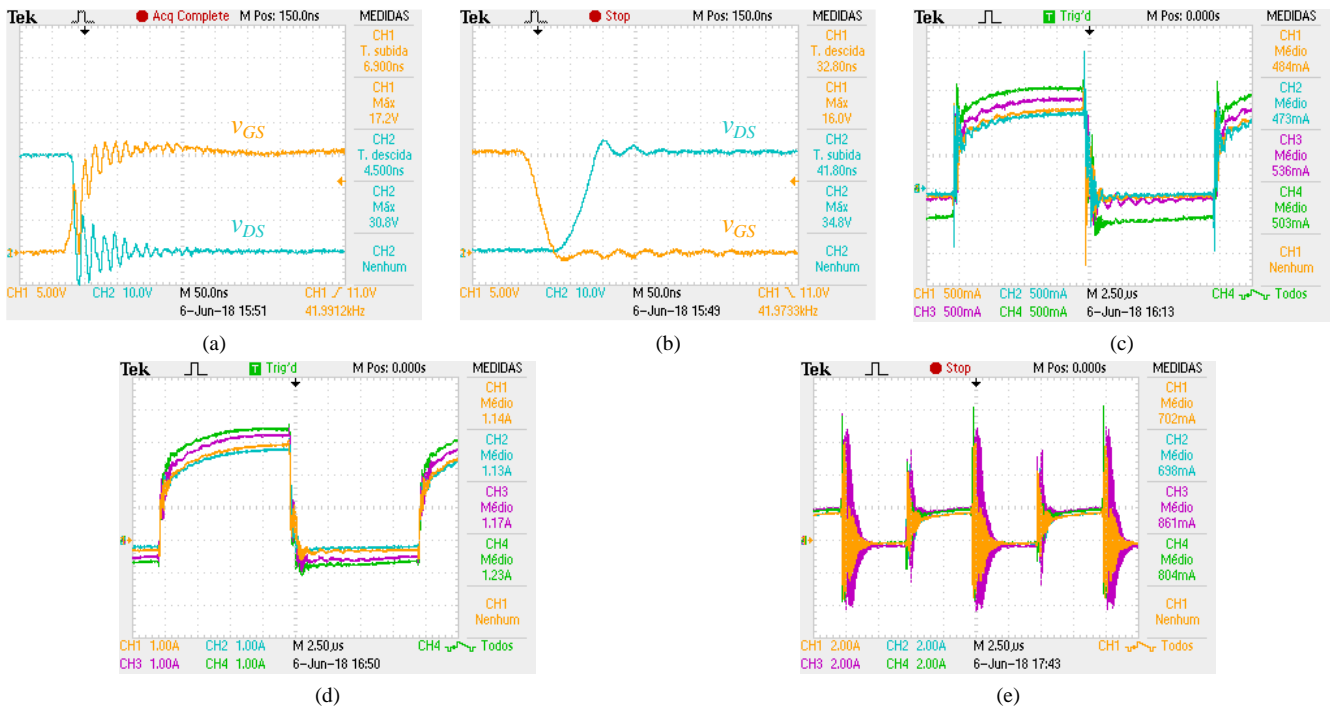 Tek
Acq Complete
M Pos: 150.0ns
MEDIDAS
CH1
T. subida
6.900ns
CH1
Máx
17.2V
CH2
T. descida
4.500ns
CH2
Máx
30.8V
CH2
Nenhum
vGS
vDS
2
CH1 5.00V
CH2 10.0V
M 50.0ns
CH1 11.0V
6-Jun-18 15:51
41.9912kHz
(a)
Tek
Stop
M Pos: 150.0ns
MEDIDAS
CH1
T. descida
32.80ns
CH1
Máx
16.0V
CH2
T. subida
41.80ns
CH2
Máx
34.8V
CH2
Nenhum
vDS
vGS
2
CH1 5.00V
CH2 10.0V
M 50.0ns
CH1 11.0V
6-Jun-18 15:49
41.9733kHz
(b)
Tek
T Trig'd
M Pos: 0.000s
MEDIDAS
CH1
Médio
484mA
CH2
Médio
473mA
CH3
Médio
536mA
CH4
Médio
503mA
CH1
Nenhum
CH1 500mA
CH2 500mA
M 2.50µs
CH4 Todos
CH3 500mA
CH4 500mA
6-Jun-18 16:13
(c)
Tek
T Trig'd
M Pos: 0.000s
MEDIDAS
CH1
Médio
1.14A
CH2
Médio
1.13A
CH3
Médio
1.17A
CH4
Médio
1.23A
CH1
Nenhum
CH1 1.00A
CH2 1.00A
M 2.50µs
CH4 Todos
CH3 1.00A
CH4 1.00A
6-Jun-18 16:50
(d)
Tek
Stop
M Pos: 0.000s
MEDIDAS
CH1
Médio
702mA
CH2
Médio
698mA
CH3
Médio
861mA
CH4
Médio
804mA
CH1
Nenhum
CH1 2.00A
CH2 2.00A
M 2.50µs
CH1 Todos
CH3 2.00A
CH4 2.00A
6-Jun-18 17:43
(e)